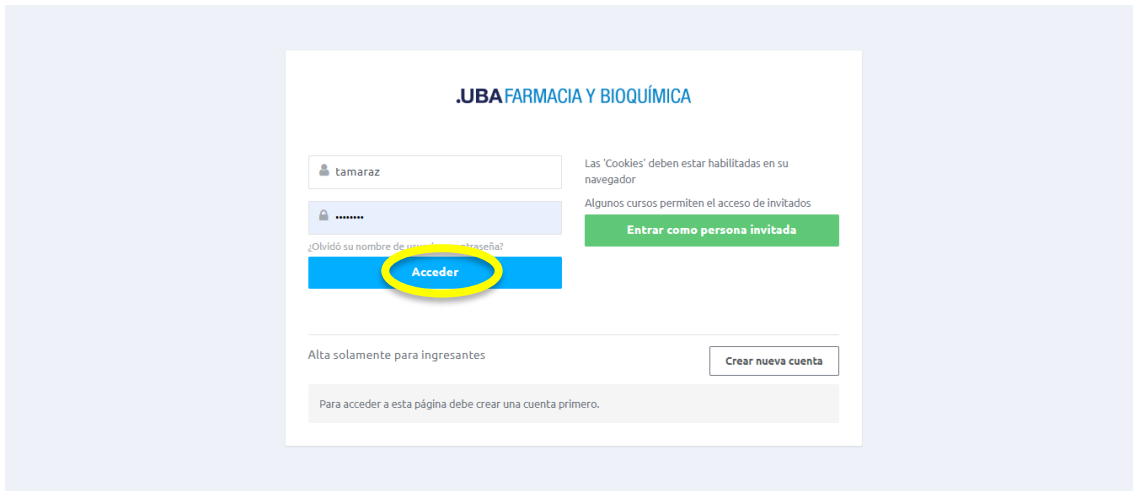 .UBA FARMACIA Y BIOQUÍMICA
tamaraz
••••••••
¿Olvidó su nombre de contraseña?
Acceder
Las 'Cookies' deben estar habilitadas en su
navegador
Algunos cursos permiten el acceso de invitados
Entrar como persona invitada
Alta solamente para ingresantes
Crear nueva cuenta
Para acceder a esta página debe crear una cuenta primero.